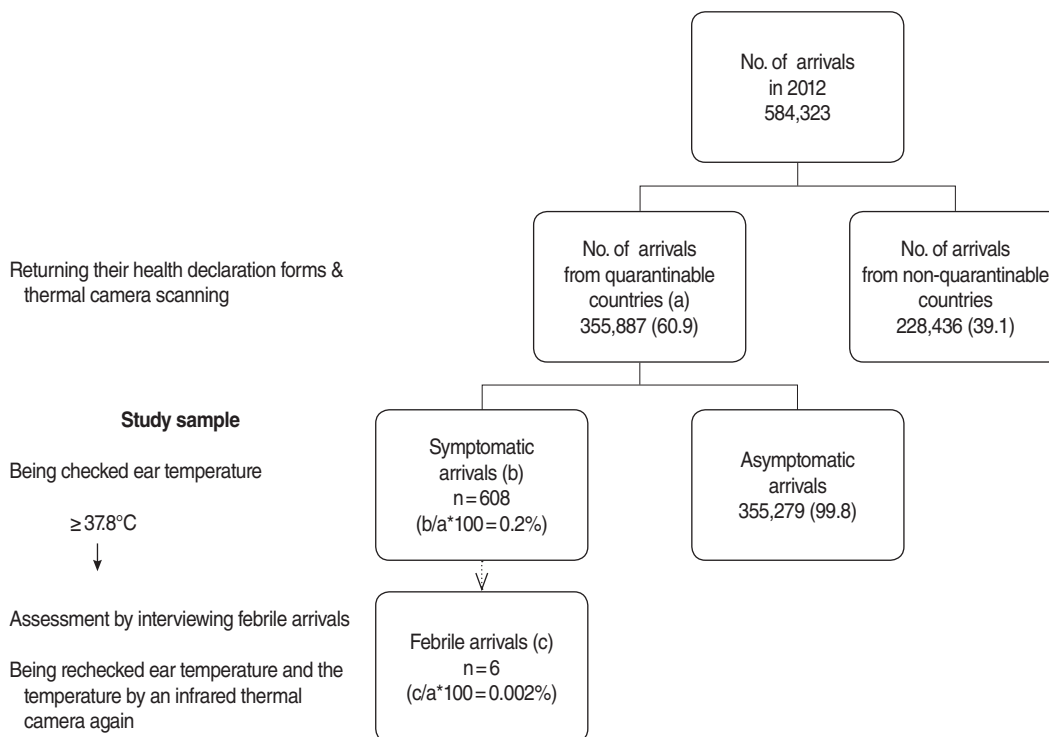 No. of arrivals
in 2012
584,323
No. of arrivals
from quarantinable
countries (a)
355,887 (60.9)
No. of arrivals
from non-quarantinable
countries
228,436 (39.1)
Returning their health declaration forms &
thermal camera scanning
Study sample
Being checked ear temperature
≥ 37.8°C
Symptomatic
arrivals (b)
n = 608
(b/a*100 = 0.2%)
Asymptomatic
arrivals
355,279 (99.8)
Assessment by interviewing febrile arrivals
Being rechecked ear temperature and the
temperature by an infrared thermal
camera again
Febrile arrivals (c)
n = 6
(c/a*100 = 0.002%)